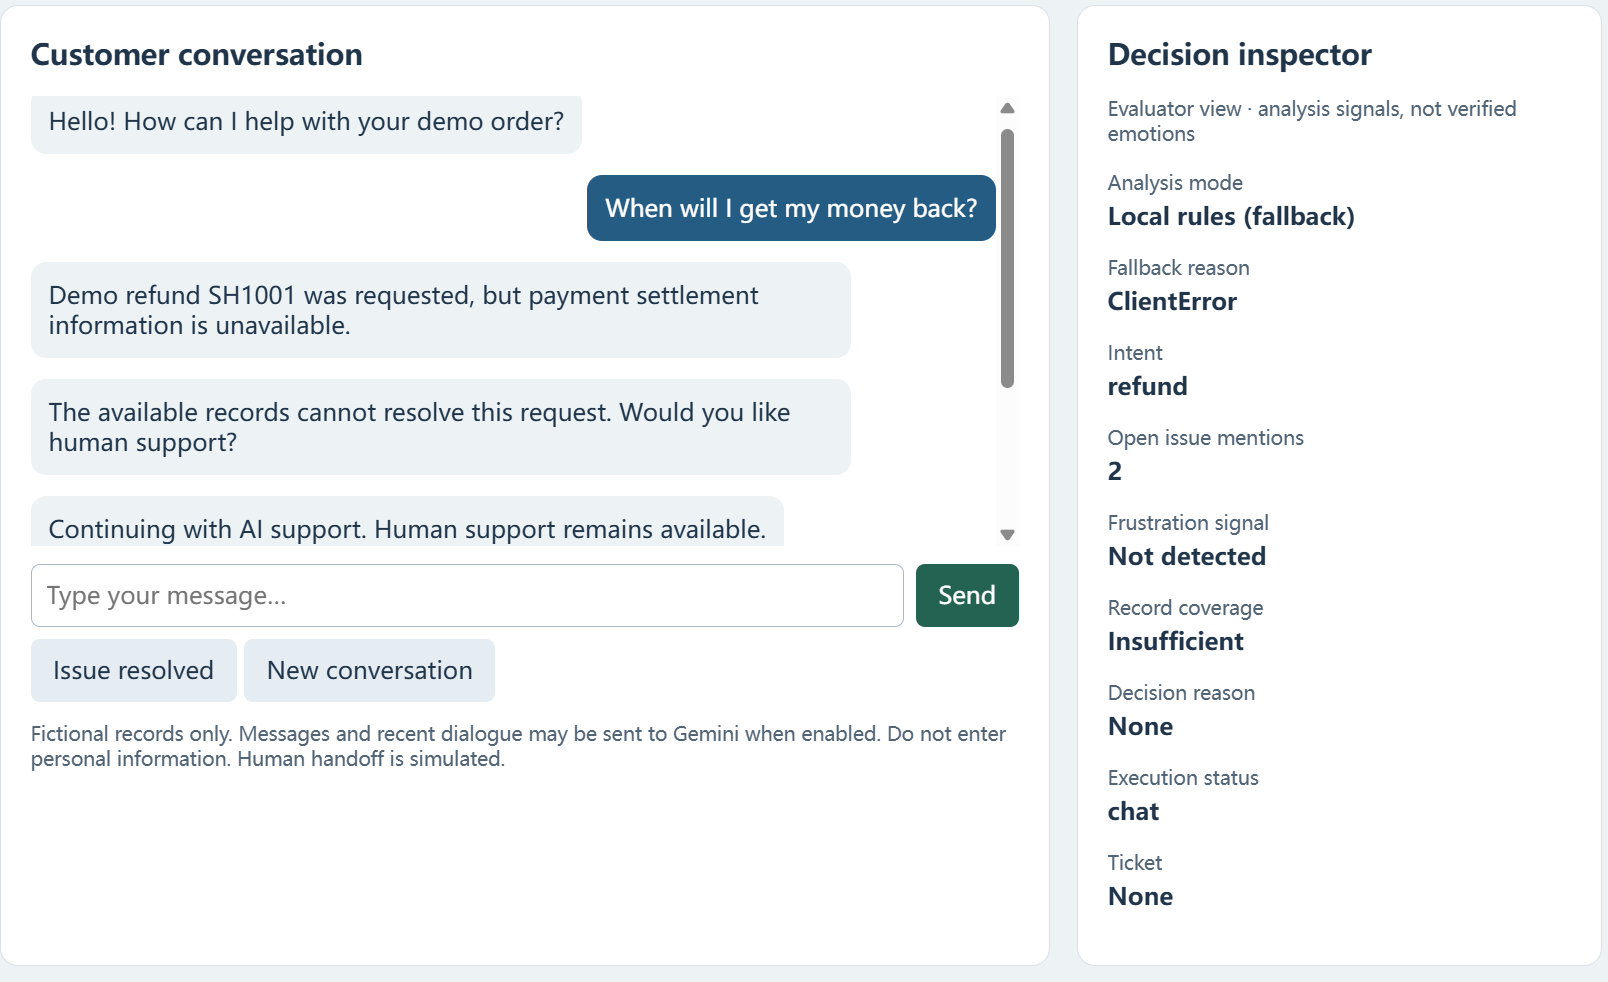 Customer conversation
Hello! How can I help with your demo order?
When will I get my money back?
Demo refund SH1001 was requested, but payment settlement
information is unavailable.
The available records cannot resolve this request. Would you like
human support?
Continuing with AI support. Human support remains available.
Type your message...
Send
Issue resolved
New conversation
Fictional records only. Messages and recent dialogue may be sent to Gemini when enabled. Do not enter
personal information. Human handoff is simulated.
Decision inspector
Evaluator view · analysis signals, not verified
emotions
Analysis mode
Local rules (fallback)
Fallback reason
ClientError
Intent
refund
Open issue mentions
2
Frustration signal
Not detected
Record coverage
Insufficient
Decision reason
None
Execution status
chat
Ticket
None